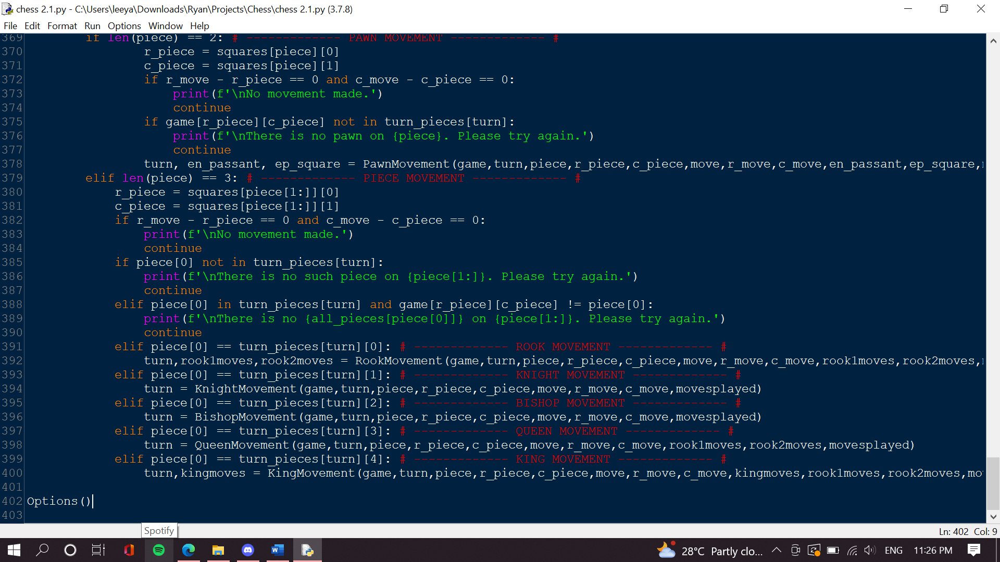 chess 2.1.py - C:\Users\leeya\Downloads\Ryan\Projects\Chess\chess 2.1.py (3.7.8)
File Edit Format Run Options Window Help
369 if len(piece) == 2: # ------------- PAWN MOVEMENT ------------- #
370 r_piece = squares[piece][0]
371 c_piece = squares[piece][1]
372 if r_move - r_piece == 0 and c_move - c_piece == 0:
373 print(f'\nNo movement made.')
374 continue
375 if game[r_piece][c_piece] not in turn_pieces[turn]:
376 print(f'\nThere is no pawn on {piece}. Please try again.')
377 continue
378 turn, en_passant, ep_square = PawnMovement(game,turn,piece,r_piece,c_piece,move,r_move,c_move,en_passant,ep_square,
379 elif len(piece) == 3: # ------------- PIECE MOVEMENT ------------- #
380 r_piece = squares[piece[1:]][0]
381 c_piece = squares[piece[1:]][1]
382 if r_move - r_piece == 0 and c_move - c_piece == 0:
383 print(f'\nNo movement made.')
384 continue
385 if piece[0] not in turn_pieces[turn]:
386 print(f'\nThere is no such piece on {piece[1:]}. Please try again.')
387 continue
388 elif piece[0] in turn_pieces[turn] and game[r_piece][c_piece] != piece[0]:
389 print(f'\nThere is no {all_pieces[piece[0]]} on {piece[1:]}. Please try again.')
390 continue
391 elif piece[0] == turn_pieces[turn][0]: # ------------- ROOK MOVEMENT ------------- #
392 turn,rook1moves,rook2moves = RookMovement(game,turn,piece,r_piece,c_piece,move,r_move,c_move,rook1moves,rook2moves,
393 elif piece[0] == turn_pieces[turn][1]: # ------------- KNIGHT MOVEMENT ------------- #
394 turn = KnightMovement(game,turn,piece,r_piece,c_piece,move,r_move,c_move,movesplayed)
395 elif piece[0] == turn_pieces[turn][2]: # ------------- BISHOP MOVEMENT ------------- #
396 turn = BishopMovement(game,turn,piece,r_piece,c_piece,move,r_move,c_move,movesplayed)
397 elif piece[0] == turn_pieces[turn][3]: # ------------- QUEEN MOVEMENT ------------- #
398 turn = QueenMovement(game,turn,piece,r_piece,c_piece,move,r_move,c_move,rook1moves,rook2moves,movesplayed)
399 elif piece[0] == turn_pieces[turn][4]: # ------------- KING MOVEMENT ------------- #
400 turn,kingmoves = KingMovement(game,turn,piece,r_piece,c_piece,move,r_move,c_move,kingmoves,rook1moves,rook2moves,mo
401
402 Options()
403
Spotify
Ln: 402 Col: 9
28°C Partly clo... ENG 11:26 PM